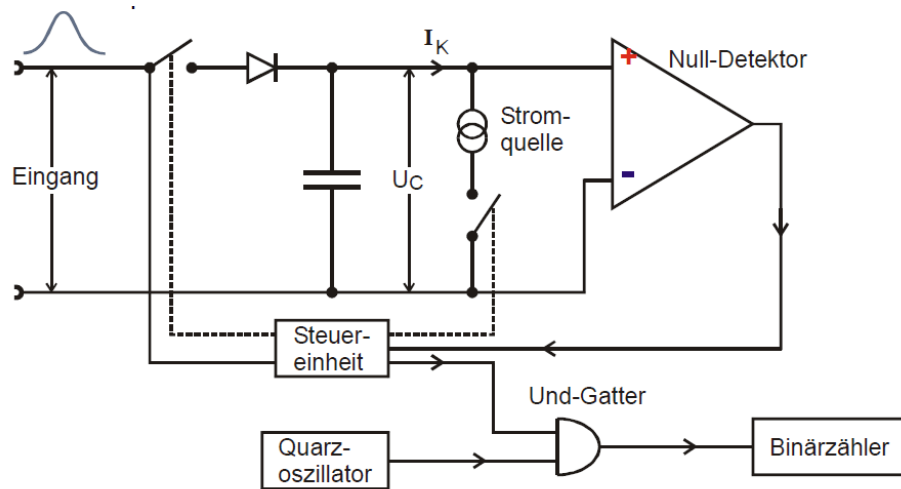 I_K
Null-Detektor
+
Strom-
quelle
Eingang
U_C
-
Steuer-
einheit
Und-Gatter
Quarz-
oszillator
Binärzähler